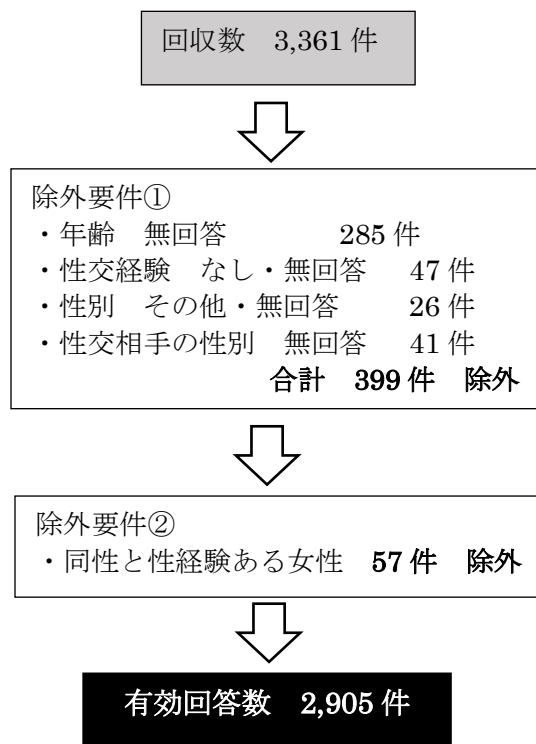 回収数　3,361 件
除外要件①
・年齢　無回答　285 件
・性交経験　なし・無回答　47 件
・性別　その他・無回答　26 件
・性交相手の性別　無回答　41 件
合計　399 件　除外
除外要件②
・同性と性経験ある女性　57 件　除外
有効回答数　2,905 件